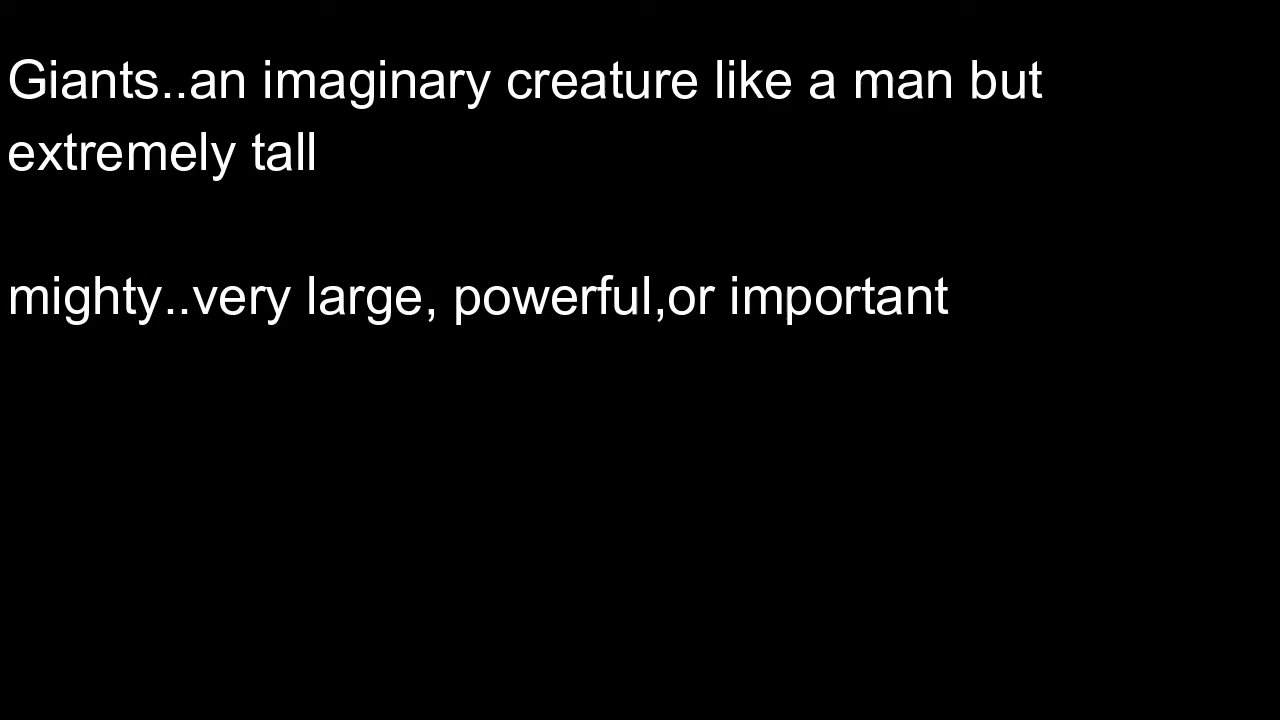 Giants..an imaginary creature like a man but
extremely tall
mighty..very large, powerful,or important